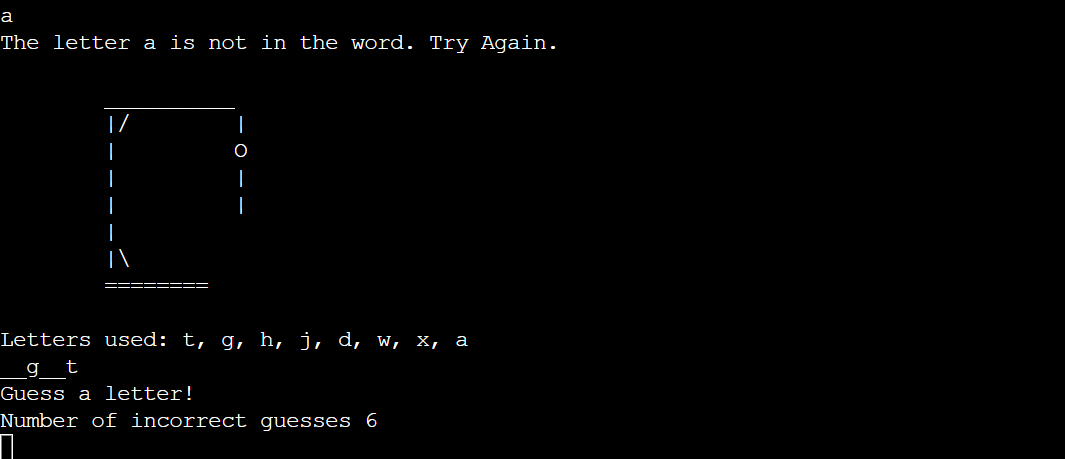 a
The letter a is not in the word. Try Again.
__________
|/        |
|         O
|         |
|         |
|
|\
========
Letters used: t, g, h, j, d, w, x, a
__g__t
Guess a letter!
Number of incorrect guesses 6